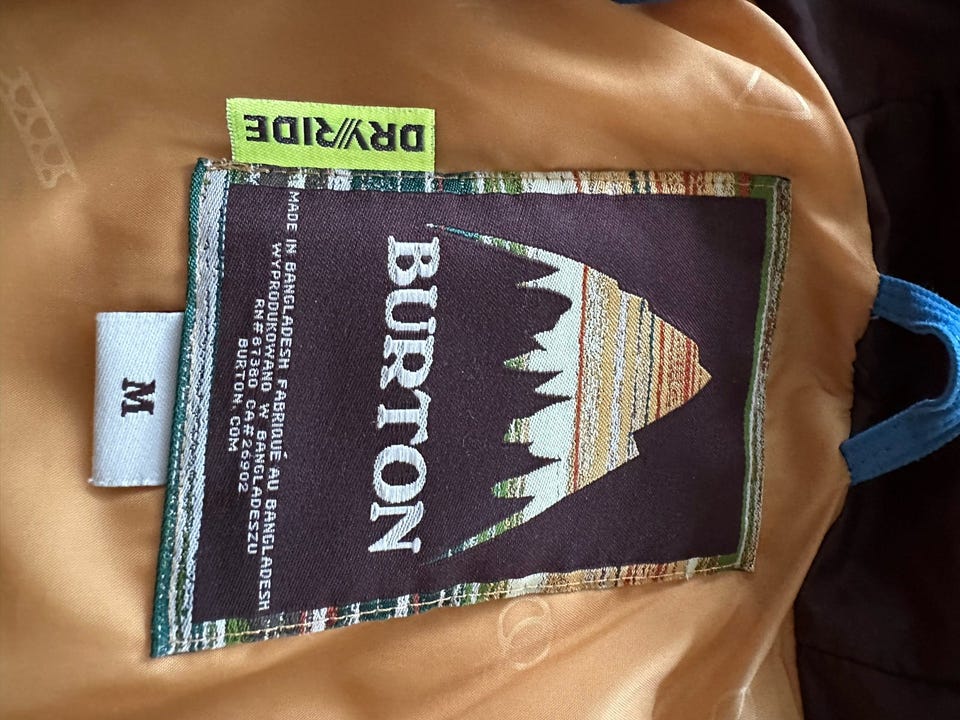 BURTON
MADE IN BANGLADESH FABRIQUÉ AU BANGLADESH
WYPRODUKOWANO W BANGLADESZU
RN#87380 CA#26902
BURTON.COM
DRYRIDE
M